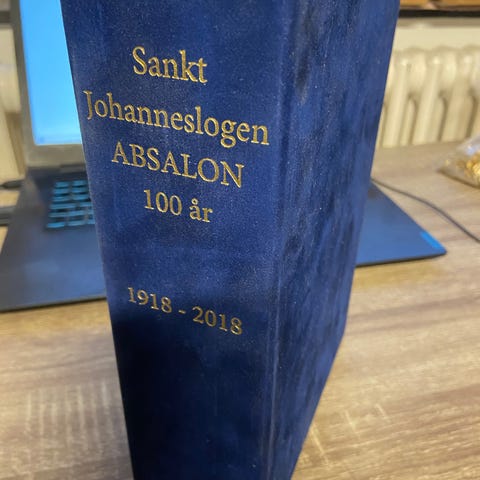 Sankt
Johanneslogen
ABSALON
100 år
1918 - 2018